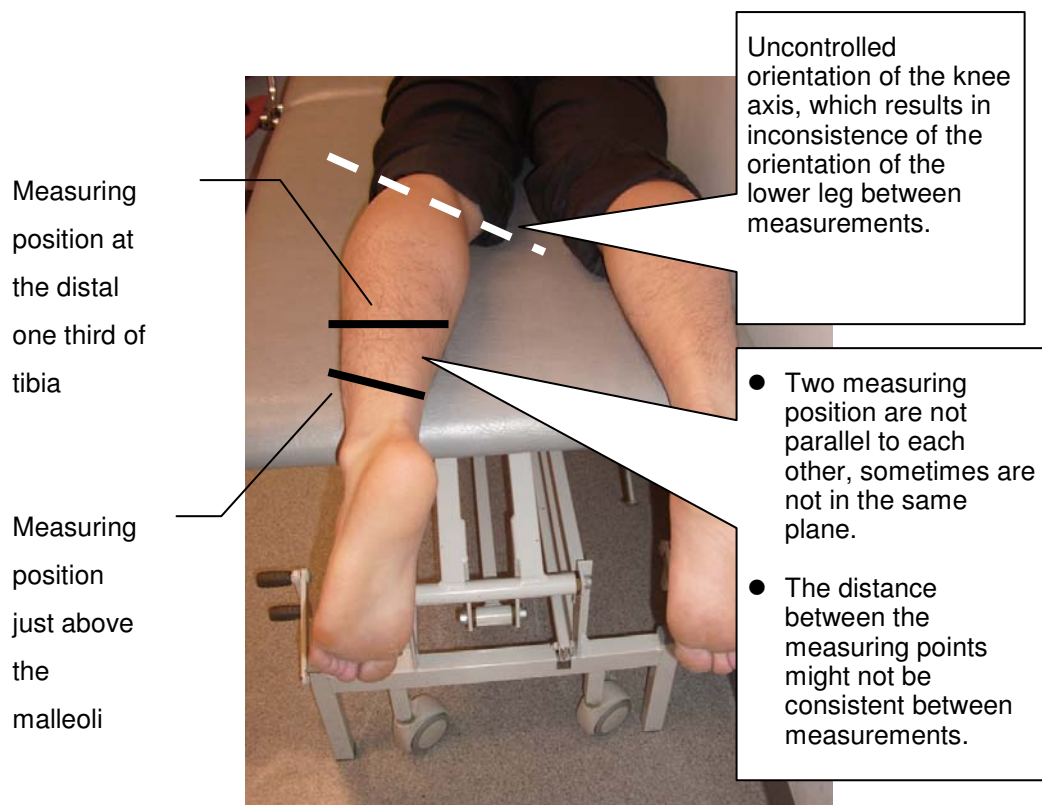 Measuring
position at
the distal
one third of
tibia
Measuring
position
just above
the
malleoli
Uncontrolled
orientation of the knee
axis, which results in
inconsistence of the
orientation of the
lower leg between
measurements.
● Two measuring
position are not
parallel to each
other, sometimes are
not in the same
plane.
● The distance
between the
measuring points
might not be
consistent between
measurements.